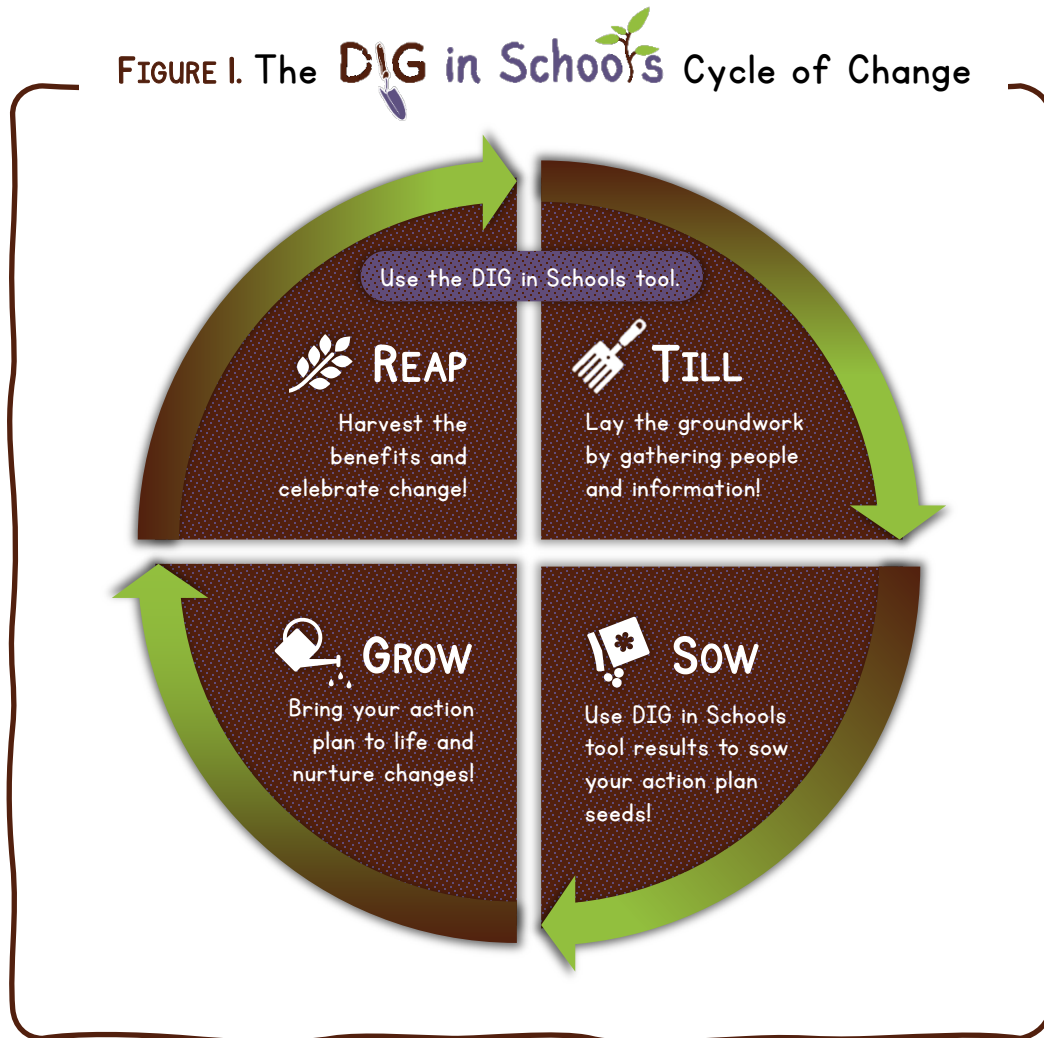 FIGURE 1. The DIG in Schools Cycle of Change
Use the DIG in Schools tool.
REAP
Harvest the
benefits and
celebrate change!
TILL
Lay the groundwork
by gathering people
and information!
GROW
Bring your action
plan to life and
nurture changes!
SOW
Use DIG in Schools
tool results to sow
your action plan
seeds!